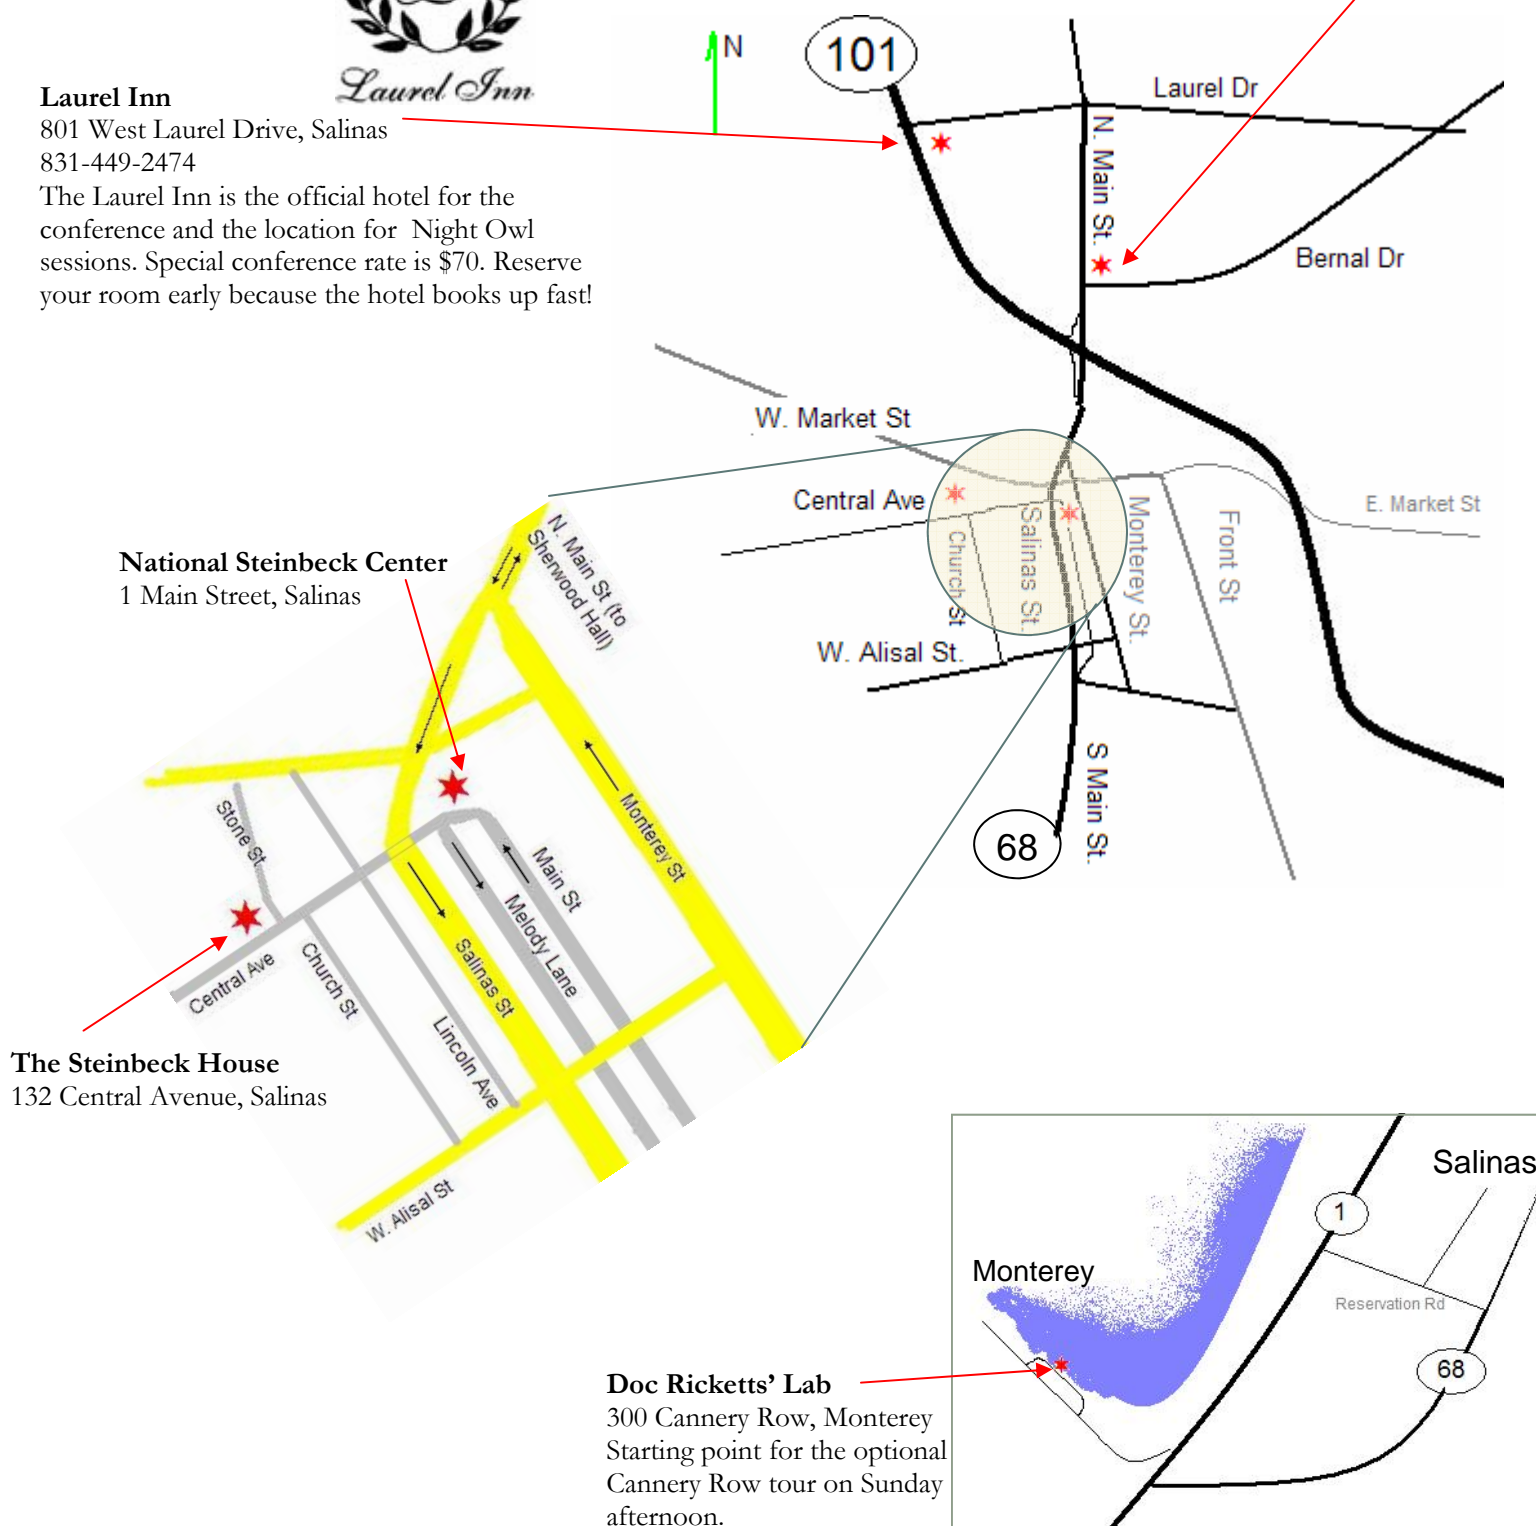 Laurel Inn
Laurel Inn
801 West Laurel Drive, Salinas
831-449-2474
The Laurel Inn is the official hotel for the
conference and the location for Night Owl
sessions. Special conference rate is $70. Reserve
your room early because the hotel books up fast!
N
101
Laurel Dr
N. Main St.
Bernal Dr
W. Market St
Central Ave
Church St
Salinas St.
Monterey St.
Front St
E. Market St
W. Alisal St.
S Main St.
68
National Steinbeck Center
1 Main Street, Salinas
N. Main St (to
Sherwood Hall)
Stone St
Monterey St
Main St
Melody Lane
Salinas St
Central Ave
Church St
Lincoln Ave
W. Alisal St
The Steinbeck House
132 Central Avenue, Salinas
Salinas
1
Monterey
Reservation Rd
68
Doc Ricketts’ Lab
300 Cannery Row, Monterey
Starting point for the optional
Cannery Row tour on Sunday
afternoon.